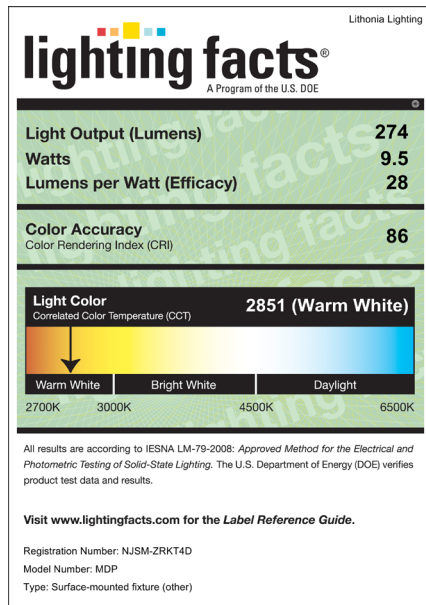 Lithonia Lighting
lighting facts®
A Program of the U.S. DOE
Light Output (Lumens) 274
Watts 9.5
Lumens per Watt (Efficacy) 28
Color Accuracy
Color Rendering Index (CRI) 86
Light Color
Correlated Color Temperature (CCT) 2851 (Warm White)
Warm White Bright White Daylight
2700K 3000K 4500K 6500K
All results are according to IESNA LM-79-2008: Approved Method for the Electrical and
Photometric Testing of Solid-State Lighting. The U.S. Department of Energy (DOE) verifies
product test data and results.
Visit www.lightingfacts.com for the Label Reference Guide.
Registration Number: NJSM-ZRKT4D
Model Number: MDP
Type: Surface-mounted fixture (other)